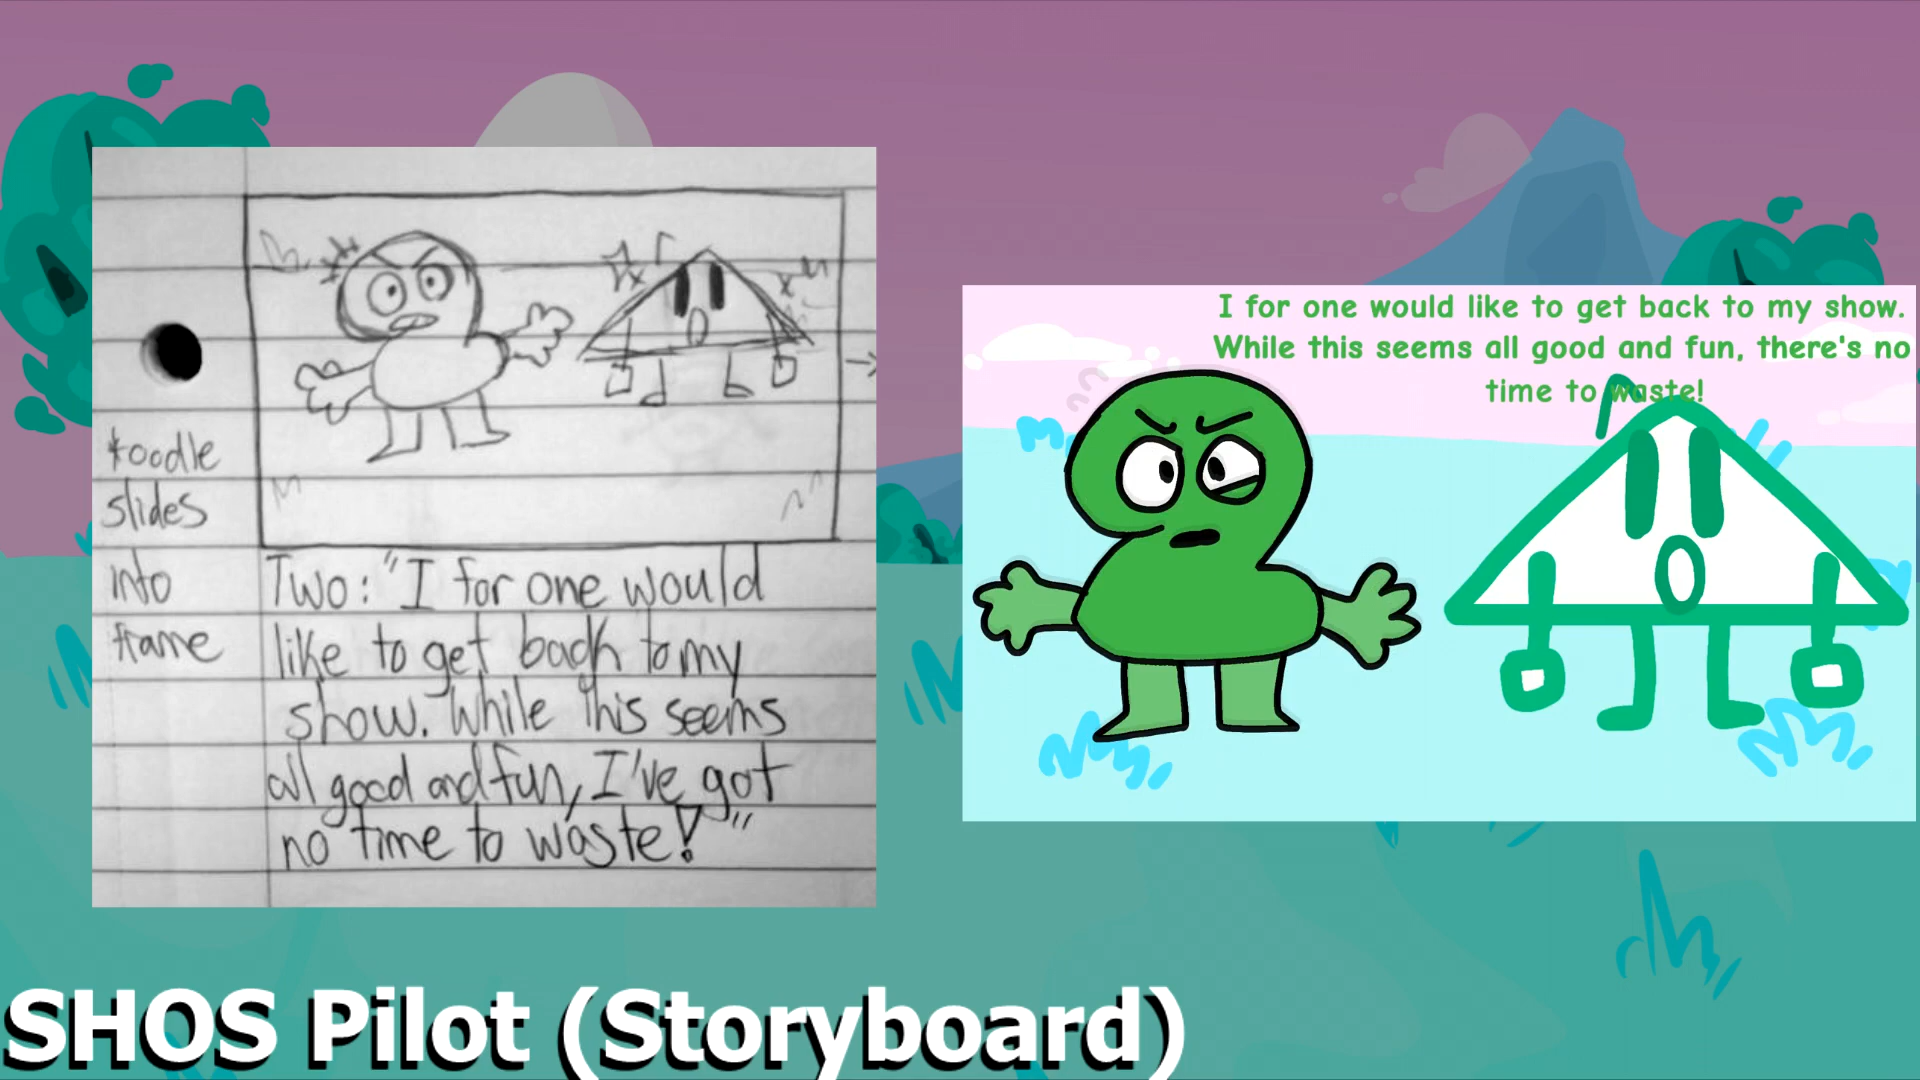 toodle
slides
into
frame
Two: "I for one would
like to get back to my
show. While this seems
all good and fun, I've got
no time to waste!"
I for one would like to get back to my show.
While this seems all good and fun, there's no
time to waste!
SHOS Pilot (Storyboard)